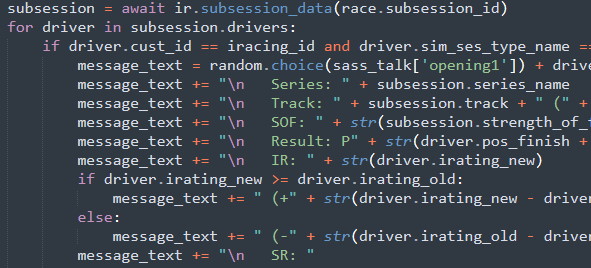 subsession = await ir.subsession_data(race.subsession_id)
for driver in subsession.drivers:
    if driver.cust_id == iracing_id and driver.sim_ses_type_name ==
        message_text = random.choice(sass_talk['opening1']) + drive
        message_text += "\n   Series: " + subsession.series_name
        message_text += "\n   Track: " + subsession.track + " (" +
        message_text += "\n   SOF: " + str(subsession.strength_of_f
        message_text += "\n   Result: P" + str(driver.pos_finish +
        message_text += "\n   IR: " + str(driver.irating_new)
        if driver.irating_new >= driver.irating_old:
            message_text += " (+" + str(driver.irating_new - driver
        else:
            message_text += " (-" + str(driver.irating_old - driver
        message_text += "\n   SR: "